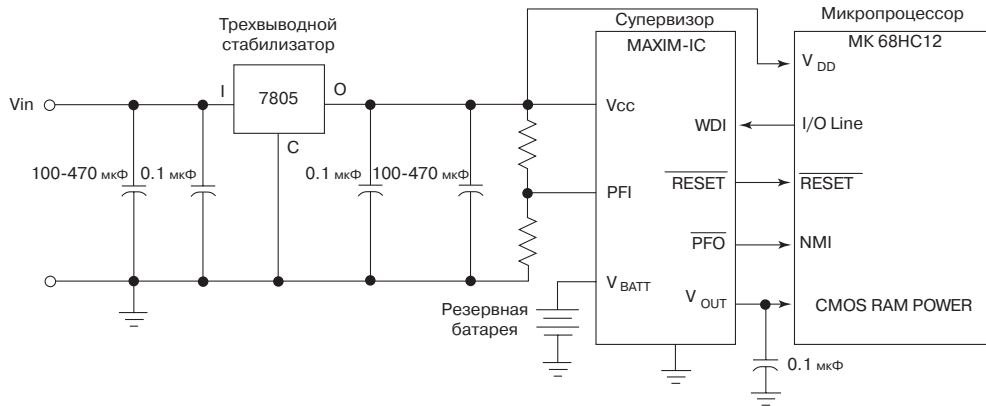 Трехвыводной
стабилизатор
Супервизор
MAXIM-IC
Микропроцессор
МК 68HC12
Vin
I
7805
O
C
100-470 мкФ
0.1 мкФ
0.1 мкФ
100-470 мкФ
Vcc
WDI
PFI
RESET
PFO
V BATT
V OUT
V DD
I/O Line
RESET
NMI
CMOS RAM POWER
Резервная
батарея
0.1 мкФ